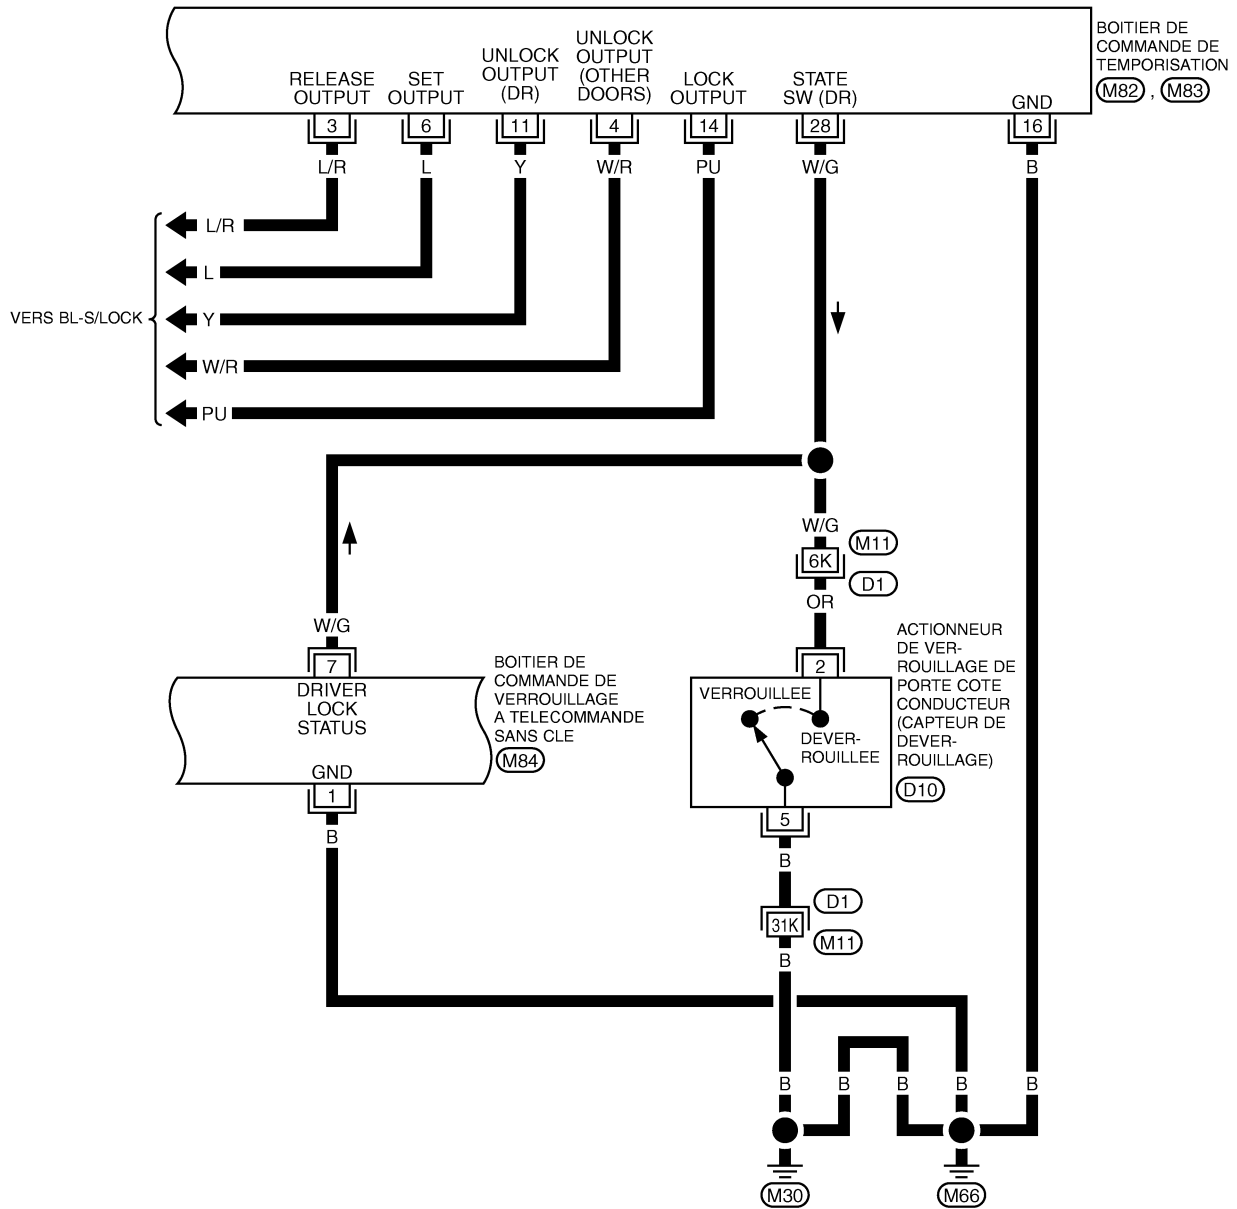 BOITIER DE
COMMANDE DE
TEMPORISATION
M82 , M83
RELEASE
OUTPUT
SET
OUTPUT
UNLOCK
OUTPUT
(DR)
UNLOCK
OUTPUT
(OTHER
DOORS)
LOCK
OUTPUT
STATE
SW (DR)
GND
3 6 11 4 14 28 16
L/R L Y W/R PU W/G B
L/R
L
VERS BL-S/LOCK
Y
W/R
PU
W/G
M11
6K
D1
OR
W/G
7
DRIVER
LOCK
STATUS
GND
1
B
BOITIER DE
COMMANDE DE
VERROUILLAGE
A TELECOMMANDE
SANS CLE
M84
2
VERROUILLEE
DEVER-
ROUILLEE
5
B
ACTIONNEUR
DE VER-
ROUILLAGE DE
PORTE COTE
CONDUCTEUR
(CAPTEUR DE
DEVER-
ROUILLAGE)
D10
D1
31K
M11
B
B B B B B
M30 M66